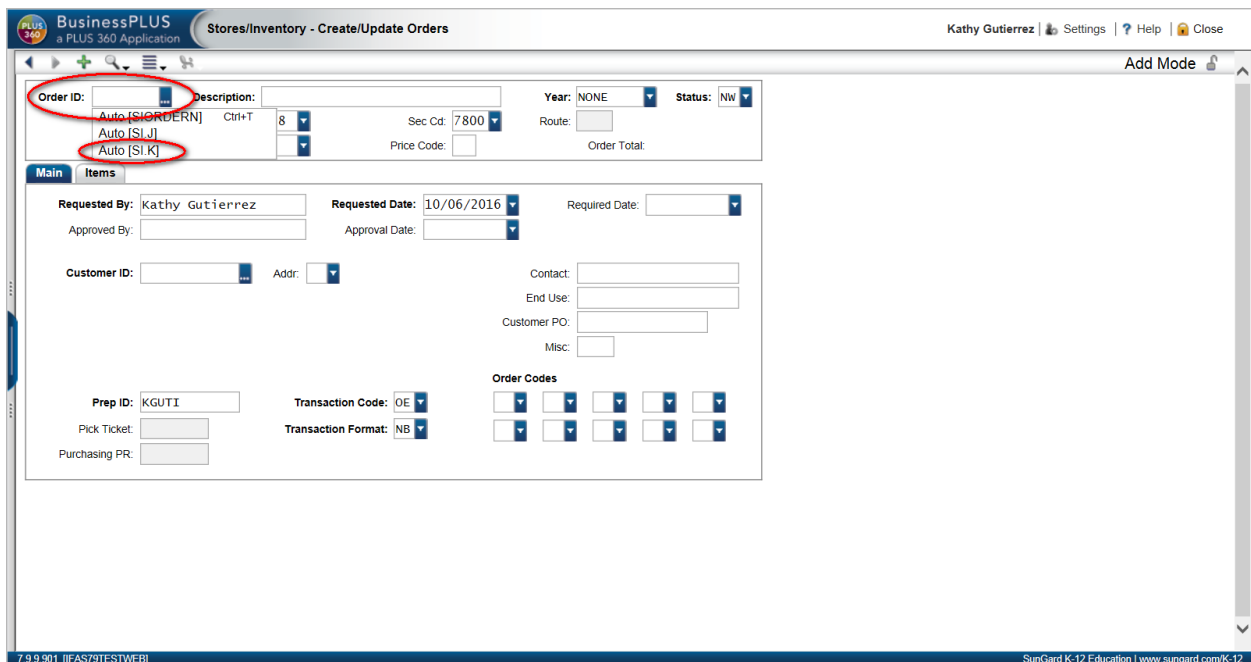 PLUS 360 BusinessPLUS
a PLUS 360 Application
Stores/Inventory - Create/Update Orders
Kathy Gutierrez | Settings | ? Help | Close
Add Mode
Order ID: ... Description: Year: NONE Status: NW
Auto [SIORDERN] Ctrl+T 8 Sec Cd: 7800 Route:
Auto [SI.J]
Auto [SI.K] Price Code: Order Total:
Main Items
Requested By: Kathy Gutierrez Requested Date: 10/06/2016 Required Date:
Approved By: Approval Date:
Customer ID: ... Addr: Contact:
End Use:
Customer PO:
Misc:
Order Codes
Prep ID: KGUTI Transaction Code: OE
Pick Ticket: Transaction Format: NB
Purchasing PR:
7.9.9.901 [IFAS79TESTWEB] SunGard K-12 Education | www.sungard.com/K-12